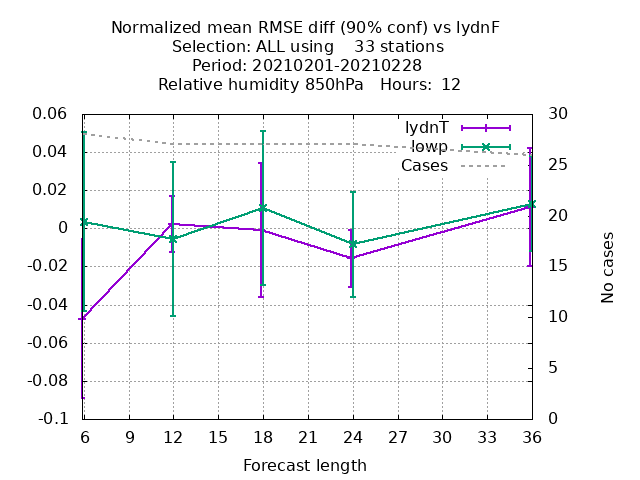 Normalized mean RMSE diff (90% conf) vs lydnF
Selection: ALL using    33 stations
Period: 20210201-20210228
Relative humidity 850hPa   Hours:  12
0.06
0.04
0.02
0
-0.02
-0.04
-0.06
-0.08
-0.1
lydnT
lowp
Cases
30
25
20
15
10
5
0
No cases
6 9 12 15 18 21 24 27 30 33 36
Forecast length